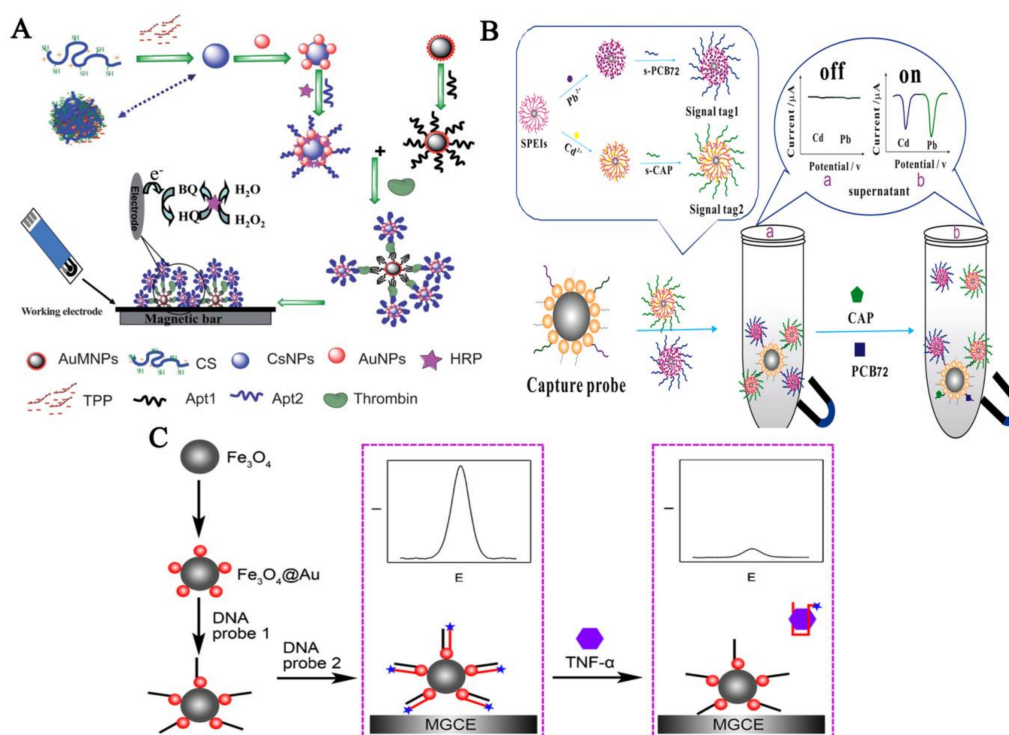 A
SH
SH
SH
SH
e-
Electrode
BQ
H2O
HQ
H2O2
+
Working electrode
Magnetic bar
AuMNPs
CS
CsNPs
AuNPs
HRP
TPP
Apt1
Apt2
Thrombin
B
SPEIs
Pb2+
s-PCB72
Signal tag1
Cd2+
s-CAP
Signal tag2
off
on
Current /μA
Cd Pb
Potential / v
a
Current /μA
Cd Pb
Potential / v
b
supernatant
Capture probe
a
CAP
PCB72
b
C
Fe3O4
Fe3O4@Au
DNA
probe 1
DNA
probe 2
I
E
MGCE
TNF-α
I
E
MGCE